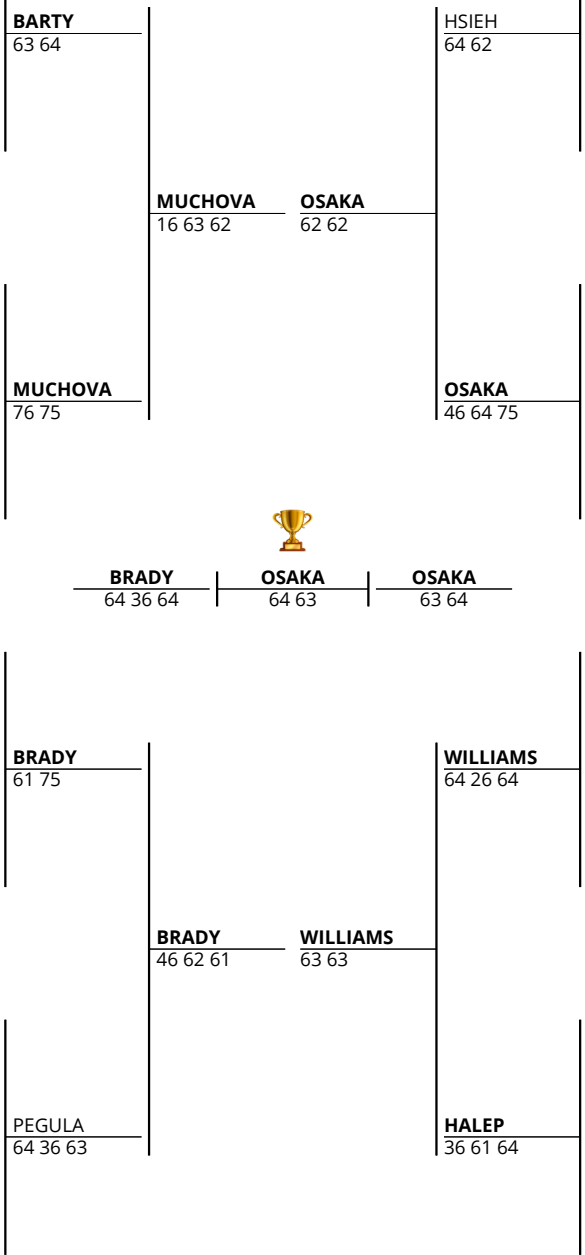 BARTY
63 64
HSIEH
64 62
MUCHOVA
16 63 62
OSAKA
62 62
MUCHOVA
76 75
OSAKA
46 64 75
BRADY
64 36 64
OSAKA
64 63
OSAKA
63 64
BRADY
61 75
WILLIAMS
64 26 64
BRADY
46 62 61
WILLIAMS
63 63
PEGULA
64 36 63
HALEP
36 61 64